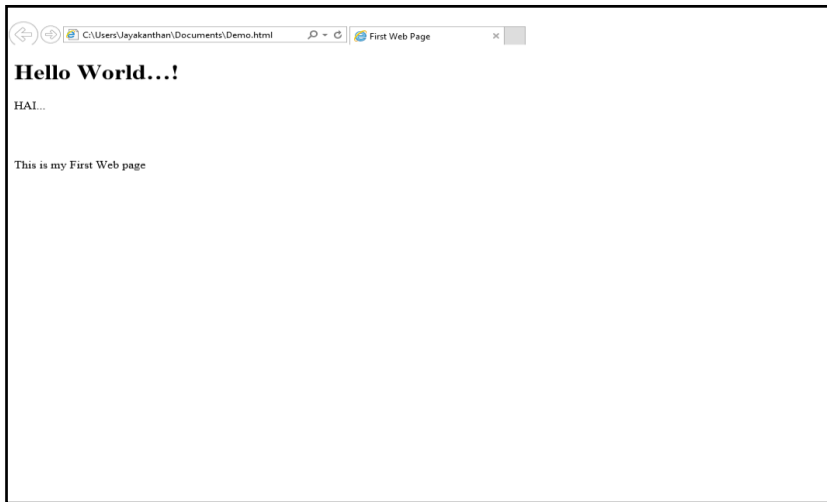 C:\Users\Jayakanthan\Documents\Demo.html
First Web Page
Hello World...!
HAI...
This is my First Web page